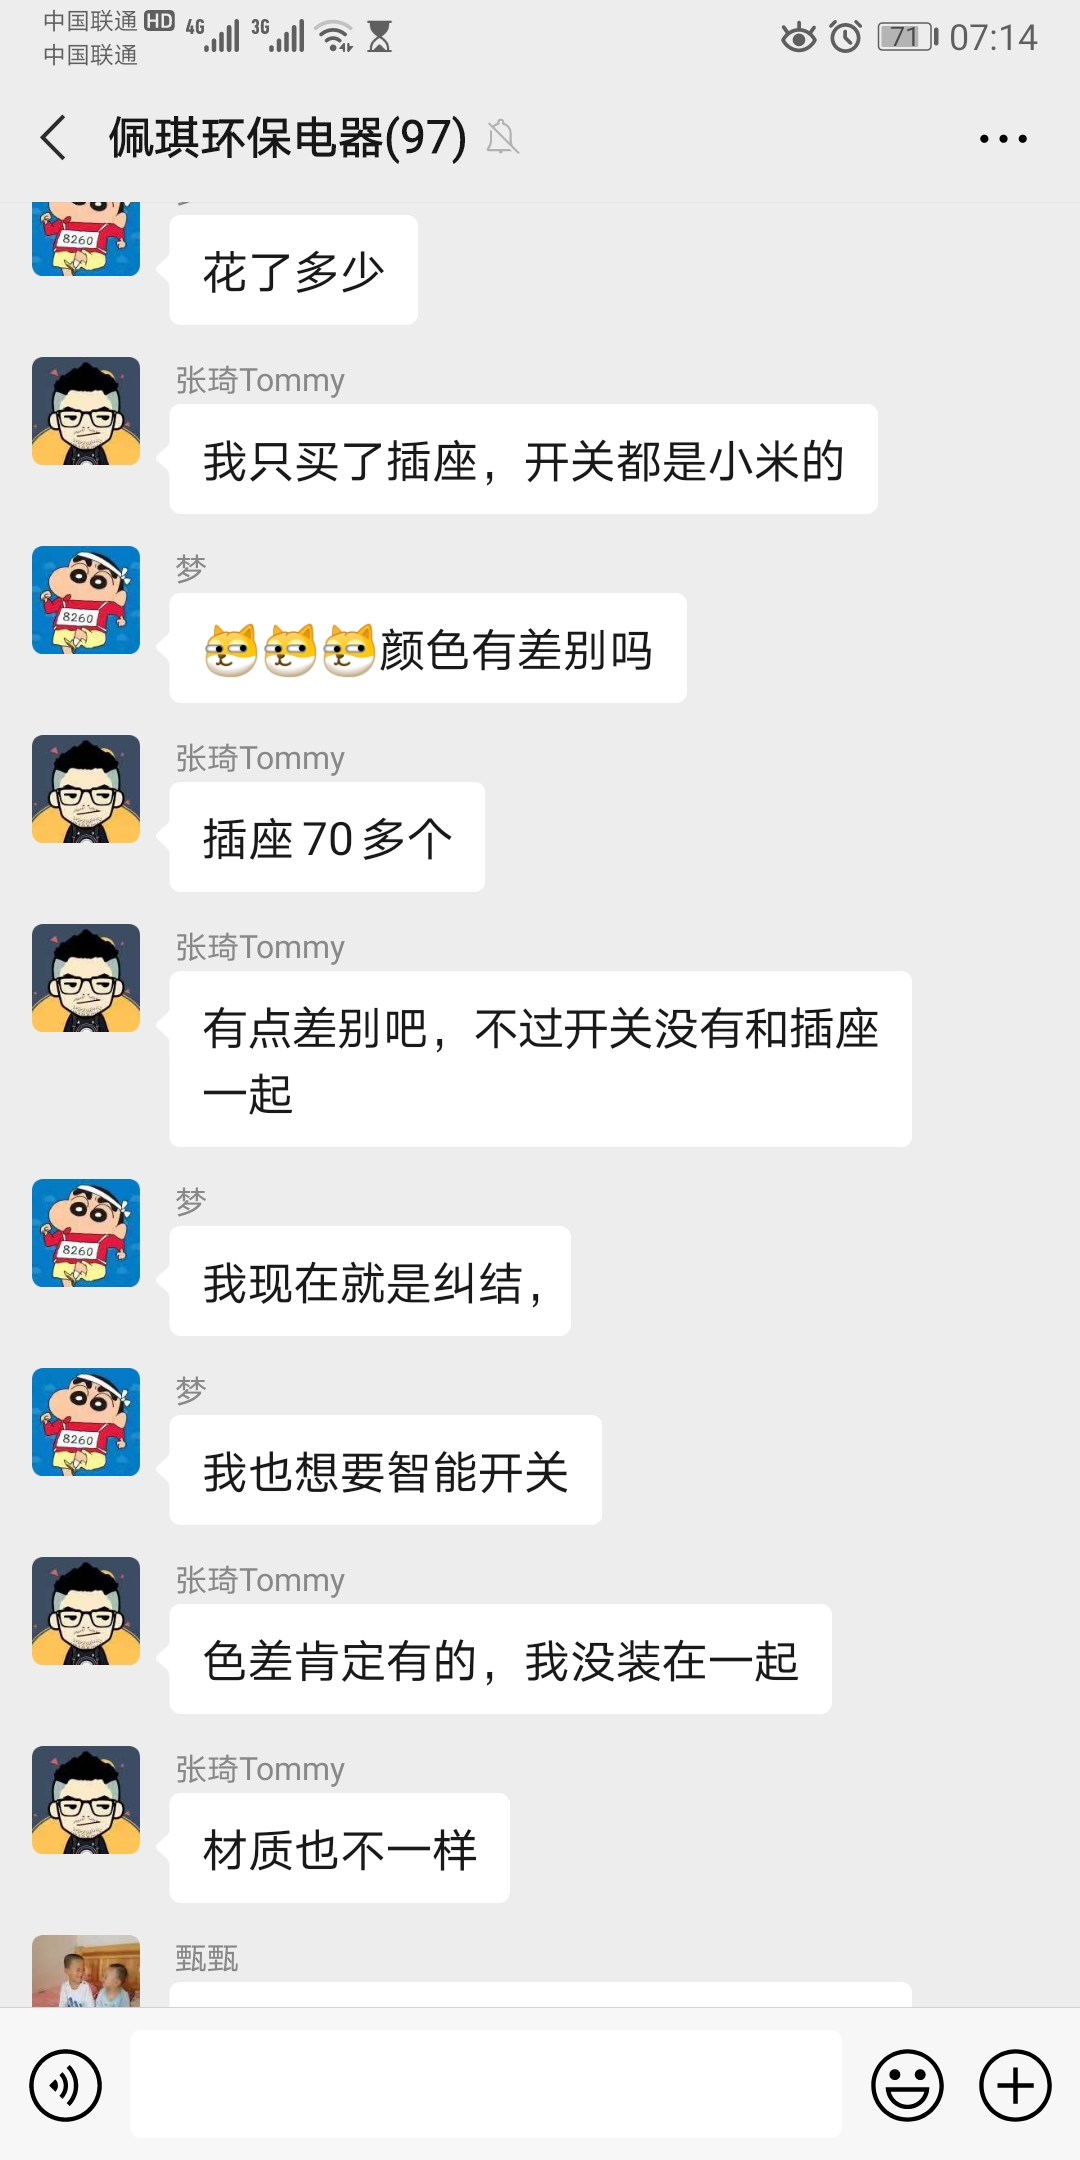 中国联通 HD 4G 3G 71 07:14
中国联通
佩琪环保电器(97)
8260
花了多少
张琦Tommy
我只买了插座，开关都是小米的
梦
8260
颜色有差别吗
张琦Tommy
插座70多个
张琦Tommy
有点差别吧，不过开关没有和插座
一起
梦
8260
我现在就是纠结，
梦
8260
我也想要智能开关
张琦Tommy
色差肯定有的，我没装在一起
张琦Tommy
材质也不一样
甄甄